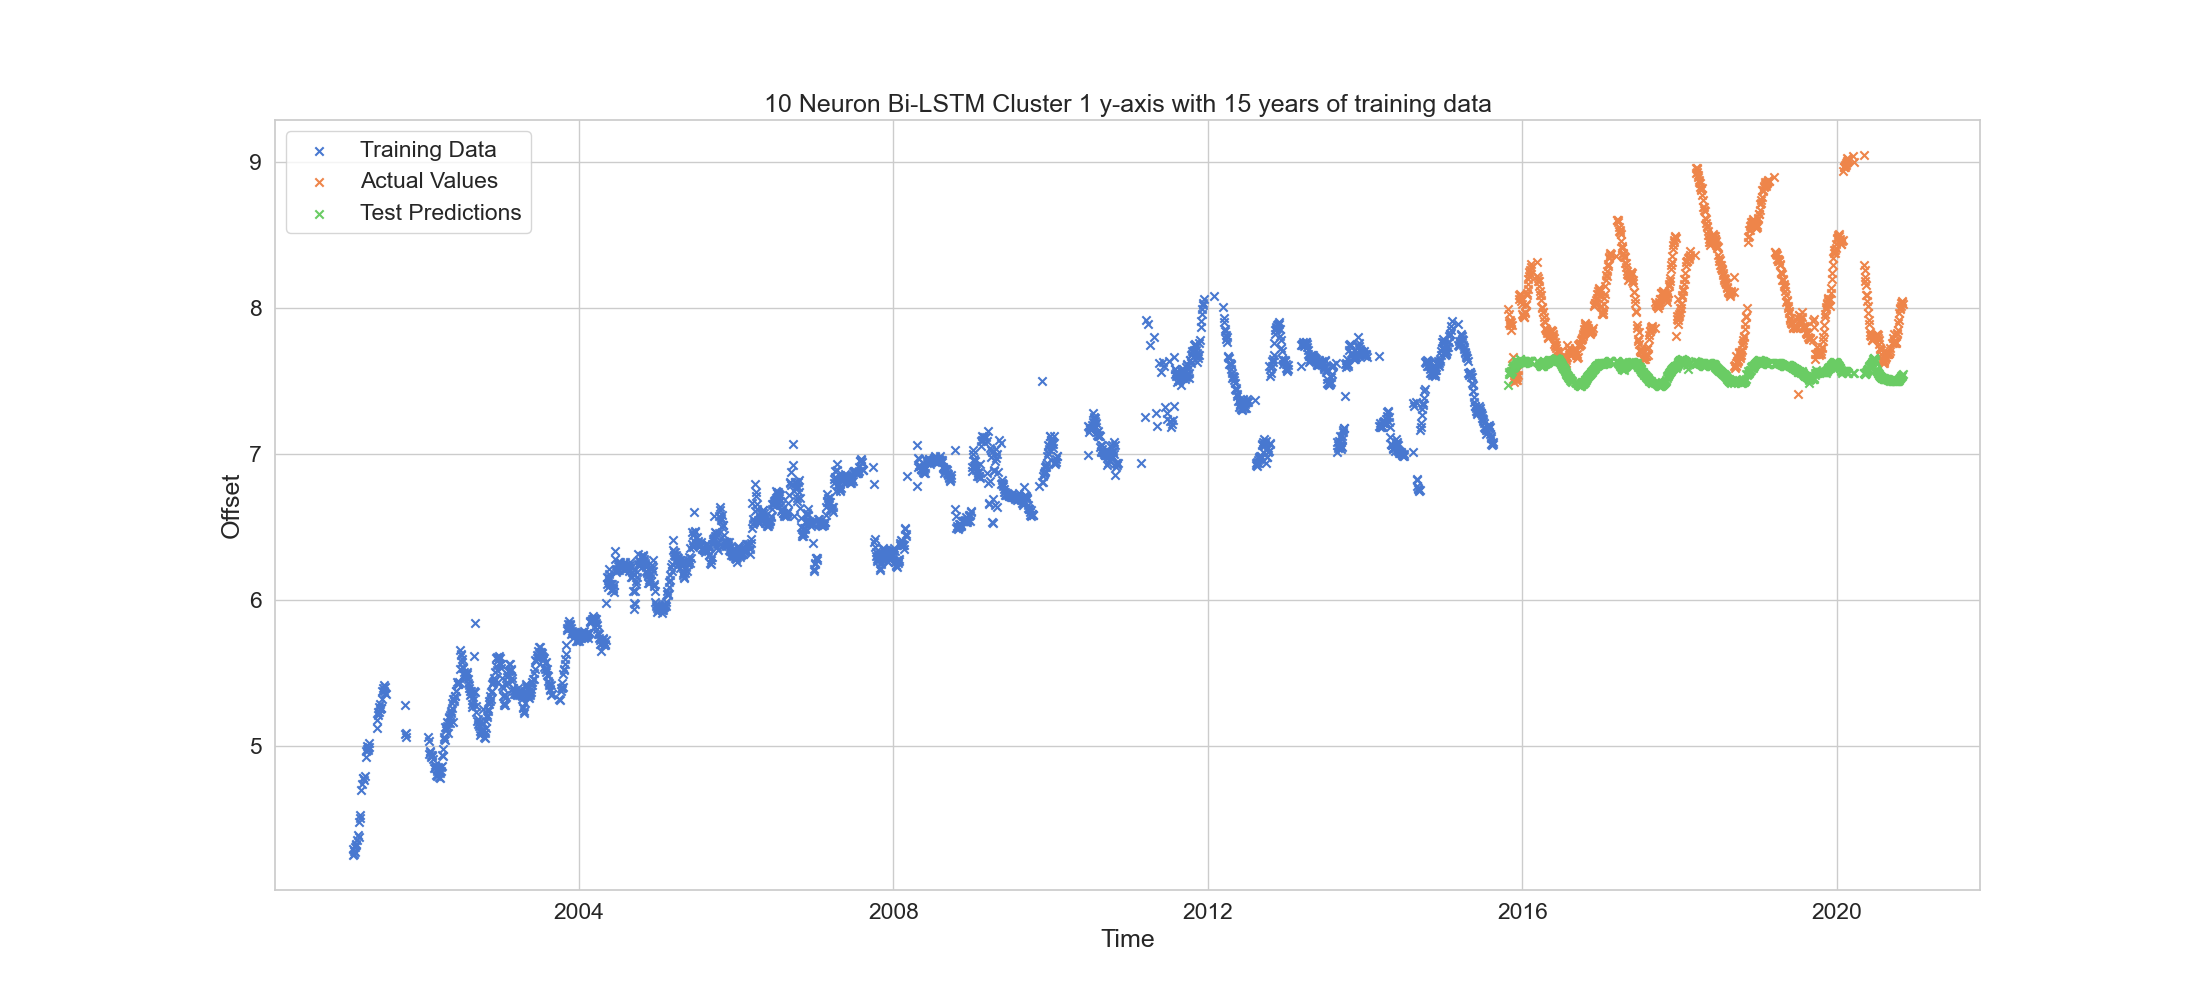 10 Neuron Bi-LSTM Cluster 1 y-axis with 15 years of training data
Training Data
Actual Values
Test Predictions
9
8
7
6
5
Offset
2004 2008 2012 2016 2020
Time